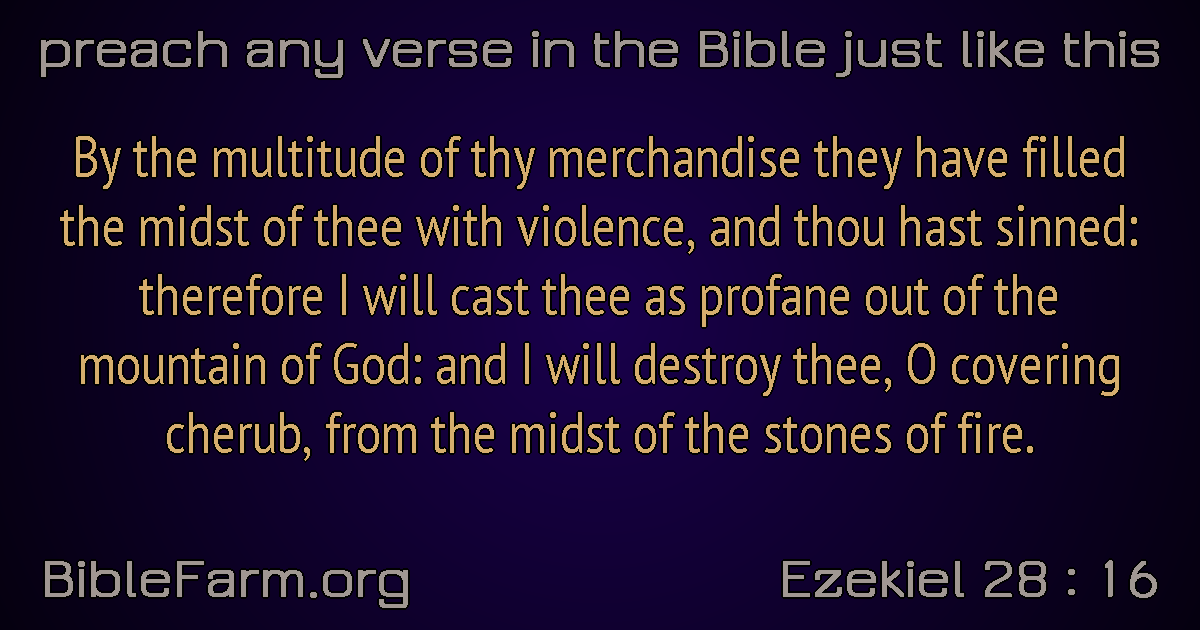 preach any verse in the Bible just like this
By the multitude of thy merchandise they have filled
the midst of thee with violence, and thou hast sinned:
therefore I will cast thee as profane out of the
mountain of God: and I will destroy thee, O covering
cherub, from the midst of the stones of fire.
BibleFarm.org
Ezekiel 28 : 16